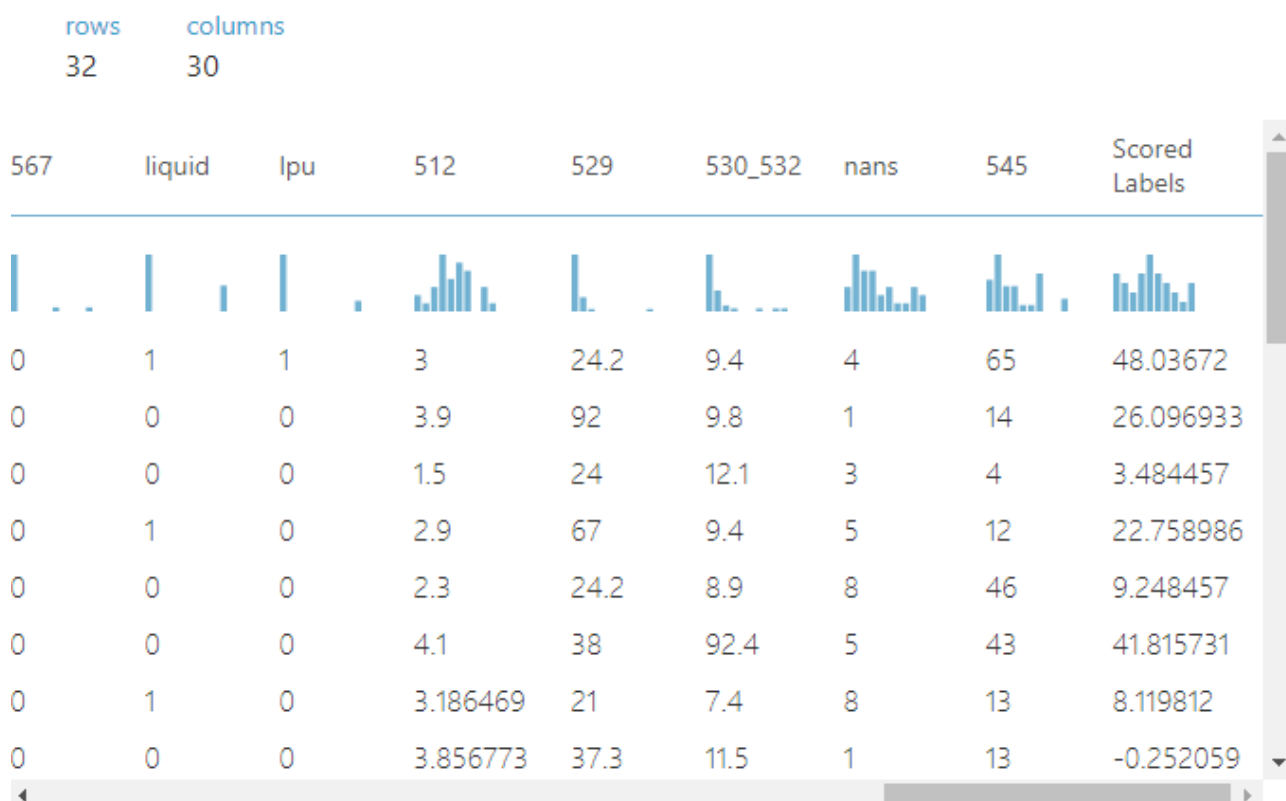 rows columns
32 30
567 liquid lpu 512 529 530_532 nans 545 Scored Labels
0 1 1 3 24.2 9.4 4 65 48.03672
0 0 0 3.9 92 9.8 1 14 26.096933
0 0 0 1.5 24 12.1 3 4 3.484457
0 1 0 2.9 67 9.4 5 12 22.758986
0 0 0 2.3 24.2 8.9 8 46 9.248457
0 0 0 4.1 38 92.4 5 43 41.815731
0 1 0 3.186469 21 7.4 8 13 8.119812
0 0 0 3.856773 37.3 11.5 1 13 -0.252059